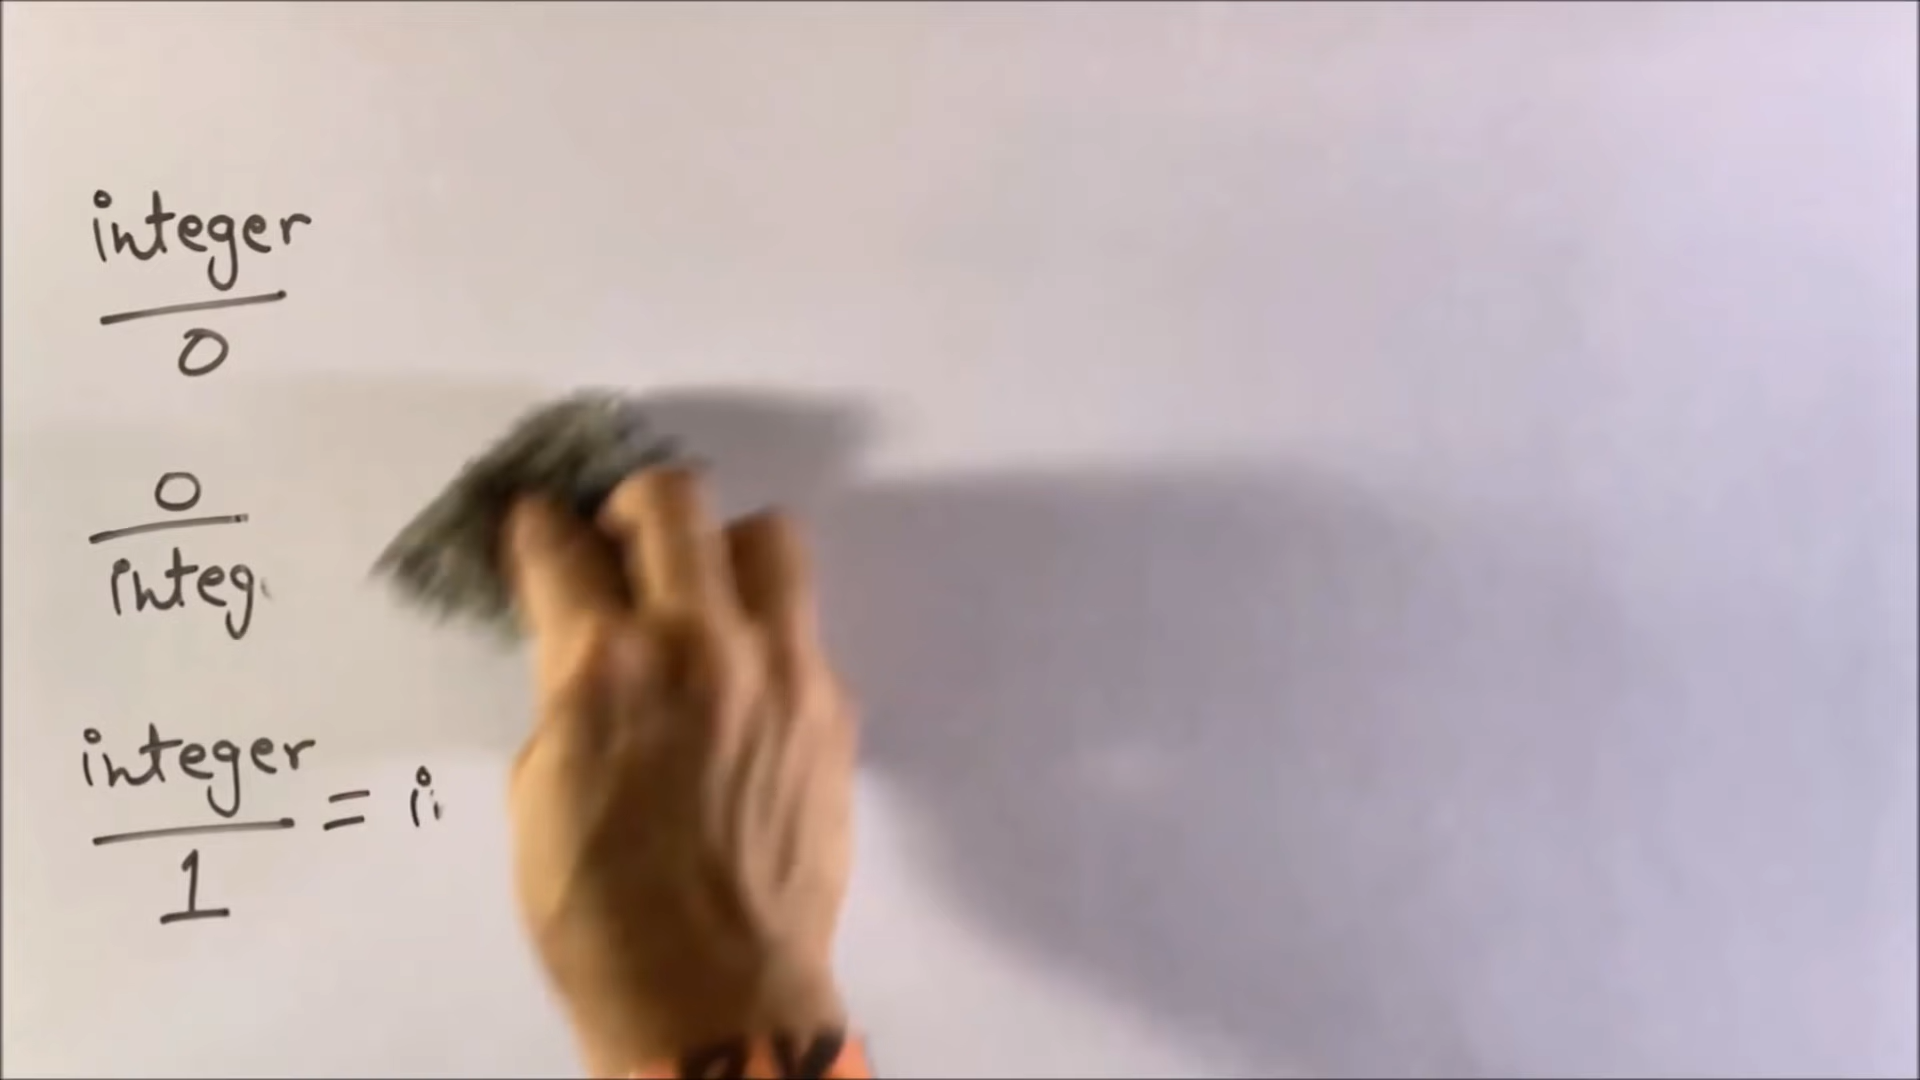 integer
0
0
integ
integer
1
= i